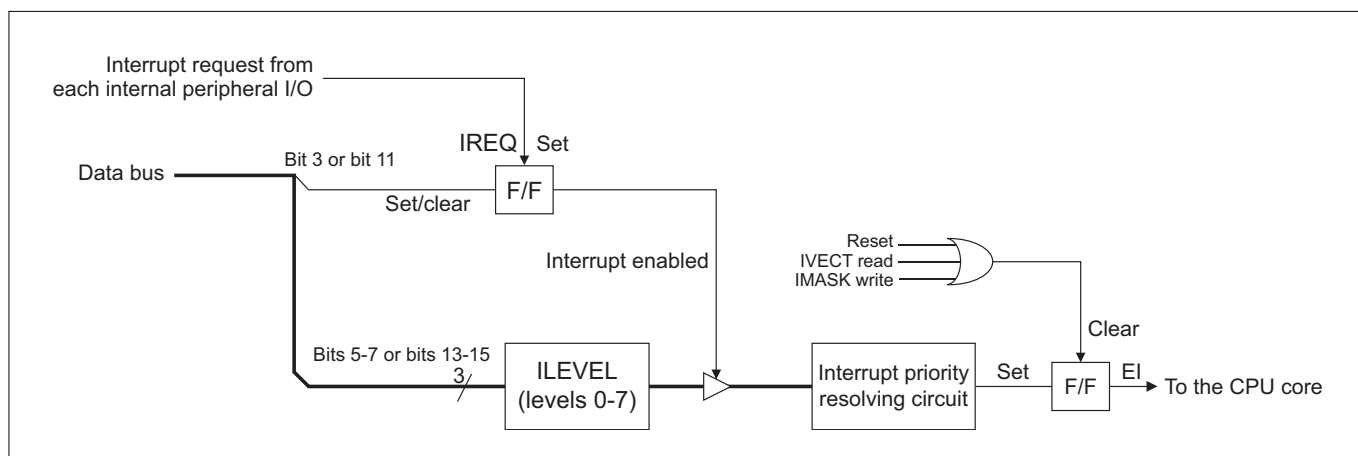 Interrupt request from
each internal peripheral I/O
IREQ Set
Bit 3 or bit 11
Data bus
F/F
Set/clear
Reset
IVECT read
IMASK write
Interrupt enabled
Clear
Bits 5-7 or bits 13-15
3
ILEVEL
(levels 0-7)
Interrupt priority
resolving circuit
Set
F/F
EI
To the CPU core